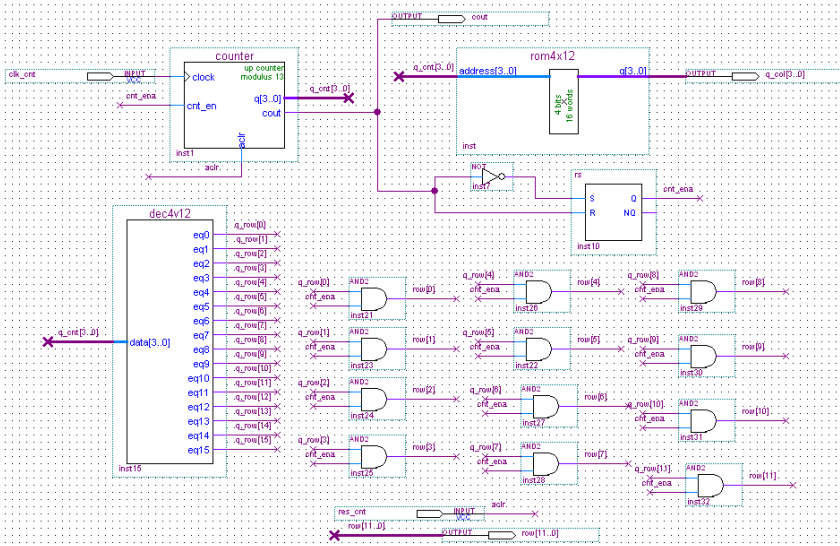 OUTPUT cout
counter
rom4x12
up counter
modulus 13
clk_cnt INPUT VCC
clock
cnt_ena
cnt_en
q[3..0]
q_cnt[3..0]
cout
aclr
inst1
aclr
q_cnt[3..0]
address[3..0]
q[3..0]
OUTPUT q_col[3..0]
4 bits
16 words
inst
NOT
inst7
rs
S Q
R NQ
cnt_ena
inst10
dec4v12
q_cnt[3..0]
data[3..0]
eq0 q_row[0]
eq1 q_row[1]
eq2 q_row[2]
eq3 q_row[3]
eq4 q_row[4]
eq5 q_row[5]
eq6 q_row[6]
eq7 q_row[7]
eq8 q_row[8]
eq9 q_row[9]
eq10 q_row[10]
eq11 q_row[11]
eq12 q_row[12]
eq13 q_row[13]
eq14 q_row[14]
eq15 q_row[15]
inst15
AND2
q_row[0]
cnt_ena
row[0]
inst21
AND2
q_row[1]
cnt_ena
row[1]
inst23
AND2
q_row[2]
cnt_ena
row[2]
inst24
AND2
q_row[3]
cnt_ena
row[3]
inst25
AND2
q_row[4]
cnt_ena
row[4]
inst26
AND2
q_row[5]
cnt_ena
row[5]
inst22
AND2
q_row[6]
cnt_ena
row[6]
inst27
AND2
q_row[7]
cnt_ena
row[7]
inst28
AND2
q_row[8]
cnt_ena
row[8]
inst29
AND2
q_row[9]
cnt_ena
row[9]
inst30
AND2
q_row[10]
cnt_ena
row[10]
inst31
AND2
q_row[11]
cnt_ena
row[11]
inst32
res_cnt INPUT VCC
aclr
row[11..0] OUTPUT row[11..0]